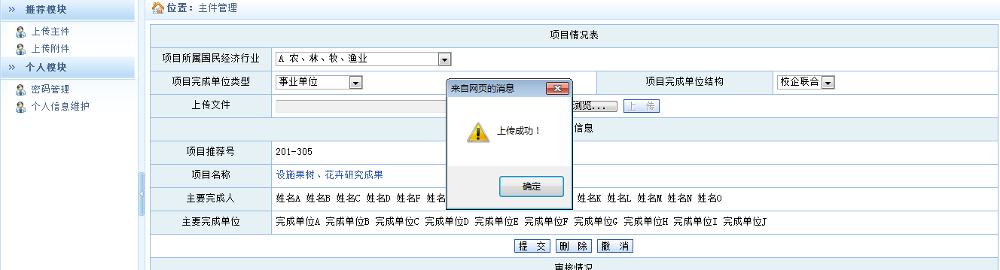 推荐模块
上传主件
上传附件
个人模块
密码管理
个人信息维护
位置：主件管理
项目情况表
项目所属国民经济行业 A 农、林、牧、渔业
项目完成单位类型 事业单位 项目完成单位结构 校企联合
上传文件 浏览... 上 传
信息
项目推荐号 201-305
项目名称 设施果树、花卉研究成果
主要完成人 姓名A 姓名B 姓名C 姓名D 姓名F 姓名K 姓名L 姓名M 姓名N 姓名O
主要完成单位 完成单位A 完成单位B 完成单位C 完成单位D 完成单位E 完成单位F 完成单位G 完成单位H 完成单位I 完成单位J
提 交 删 除 撤 消
审核情况
来自网页的消息
上传成功！
确定